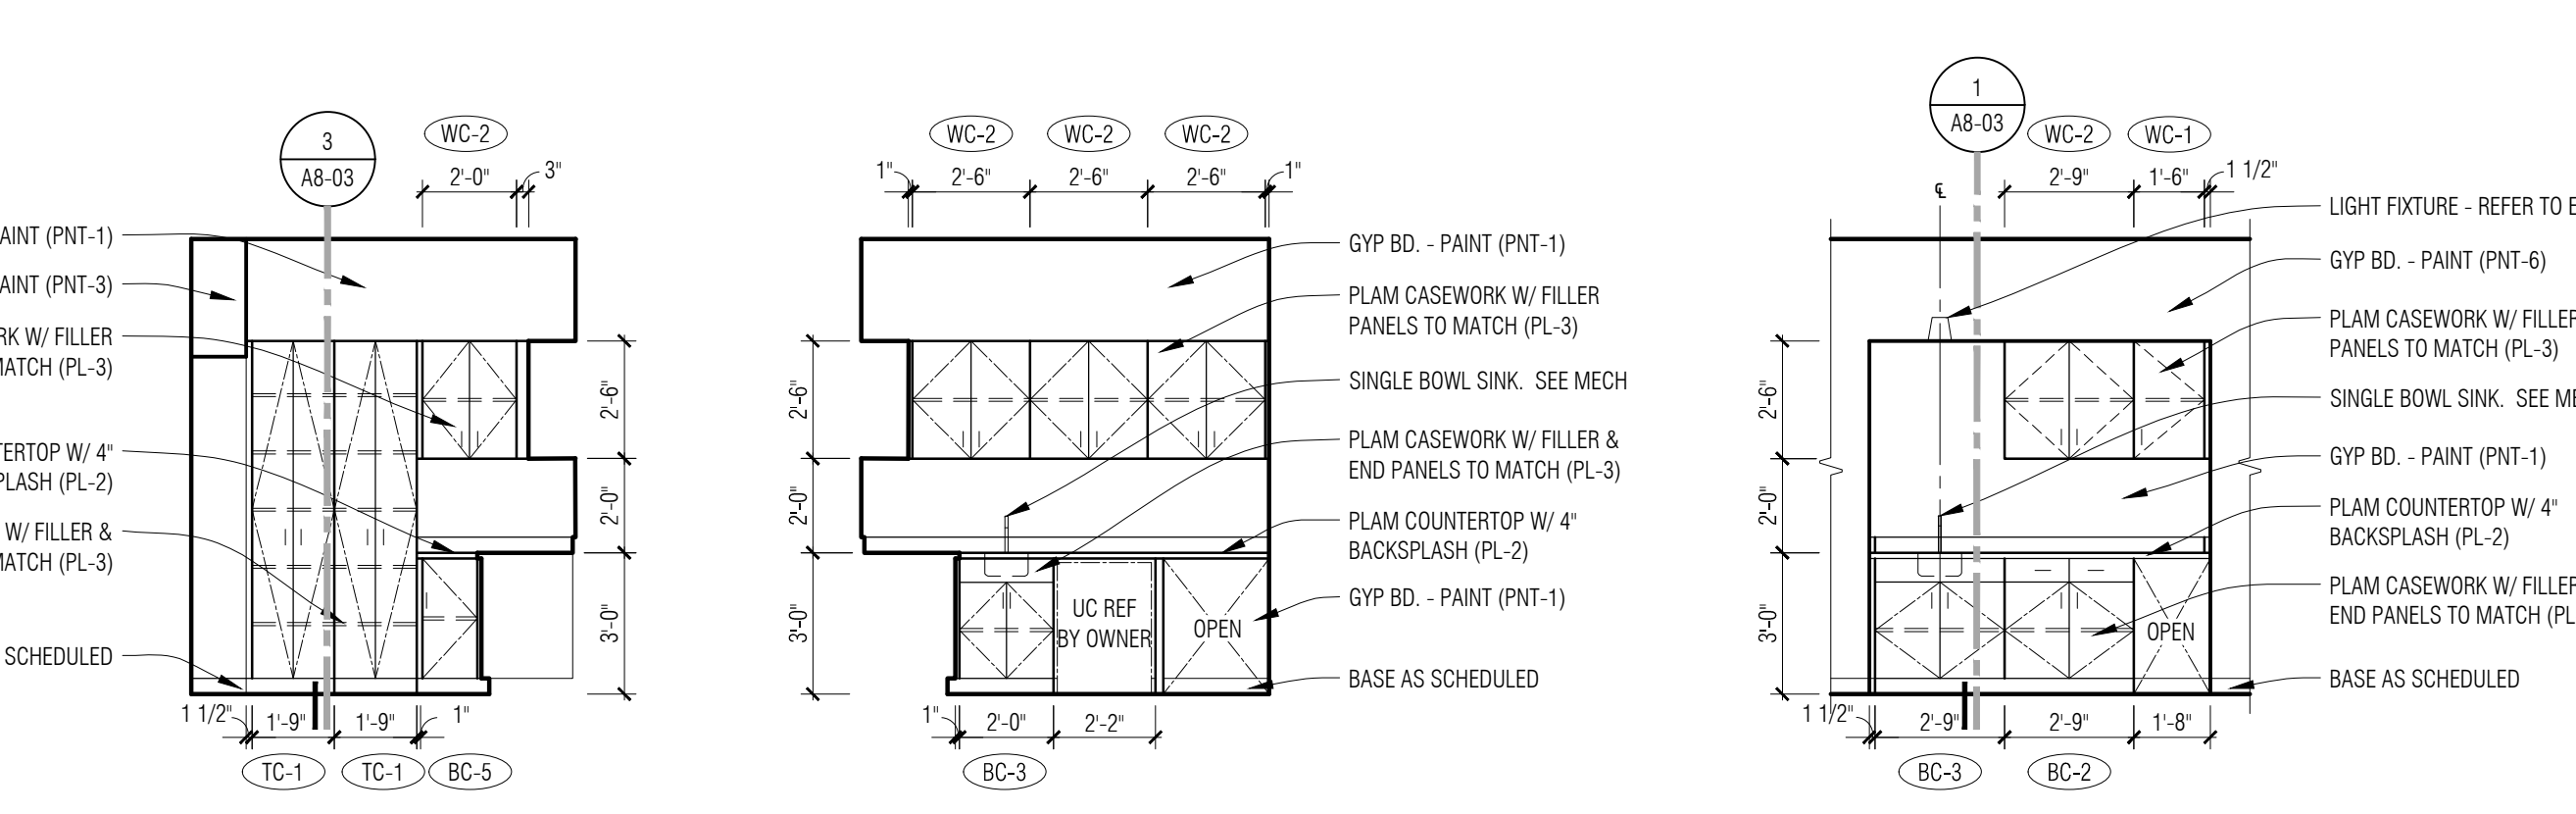 3
A8-03
WC-2
2'-0"
3"
AINT (PNT-1)
AINT (PNT-3)
RK W/ FILLER
MATCH (PL-3)
TERTOP W/ 4"
PLASH (PL-2)
W/ FILLER &
MATCH (PL-3)
SCHEDULED
2'-6"
2'-0"
3'-0"
1 1/2"
1'-9"
1'-9"
1"
TC-1
TC-1
BC-5
WC-2
WC-2
WC-2
1"
2'-6"
2'-6"
2'-6"
1"
GYP BD. - PAINT (PNT-1)
PLAM CASEWORK W/ FILLER
PANELS TO MATCH (PL-3)
SINGLE BOWL SINK. SEE MECH
PLAM CASEWORK W/ FILLER &
END PANELS TO MATCH (PL-3)
PLAM COUNTERTOP W/ 4"
BACKSPLASH (PL-2)
GYP BD. - PAINT (PNT-1)
BASE AS SCHEDULED
2'-6"
2'-0"
3'-0"
UC REF
BY OWNER
OPEN
1"
2'-0"
2'-2"
BC-3
1
A8-03
WC-2
WC-1
℄
2'-9"
1'-6"
1 1/2"
LIGHT FIXTURE - REFER TO E
GYP BD. - PAINT (PNT-6)
PLAM CASEWORK W/ FILLER
PANELS TO MATCH (PL-3)
SINGLE BOWL SINK. SEE ME
GYP BD. - PAINT (PNT-1)
PLAM COUNTERTOP W/ 4"
BACKSPLASH (PL-2)
PLAM CASEWORK W/ FILLER
END PANELS TO MATCH (PL
BASE AS SCHEDULED
2'-6"
2'-0"
3'-0"
OPEN
1 1/2"
2'-9"
2'-9"
1'-8"
BC-3
BC-2